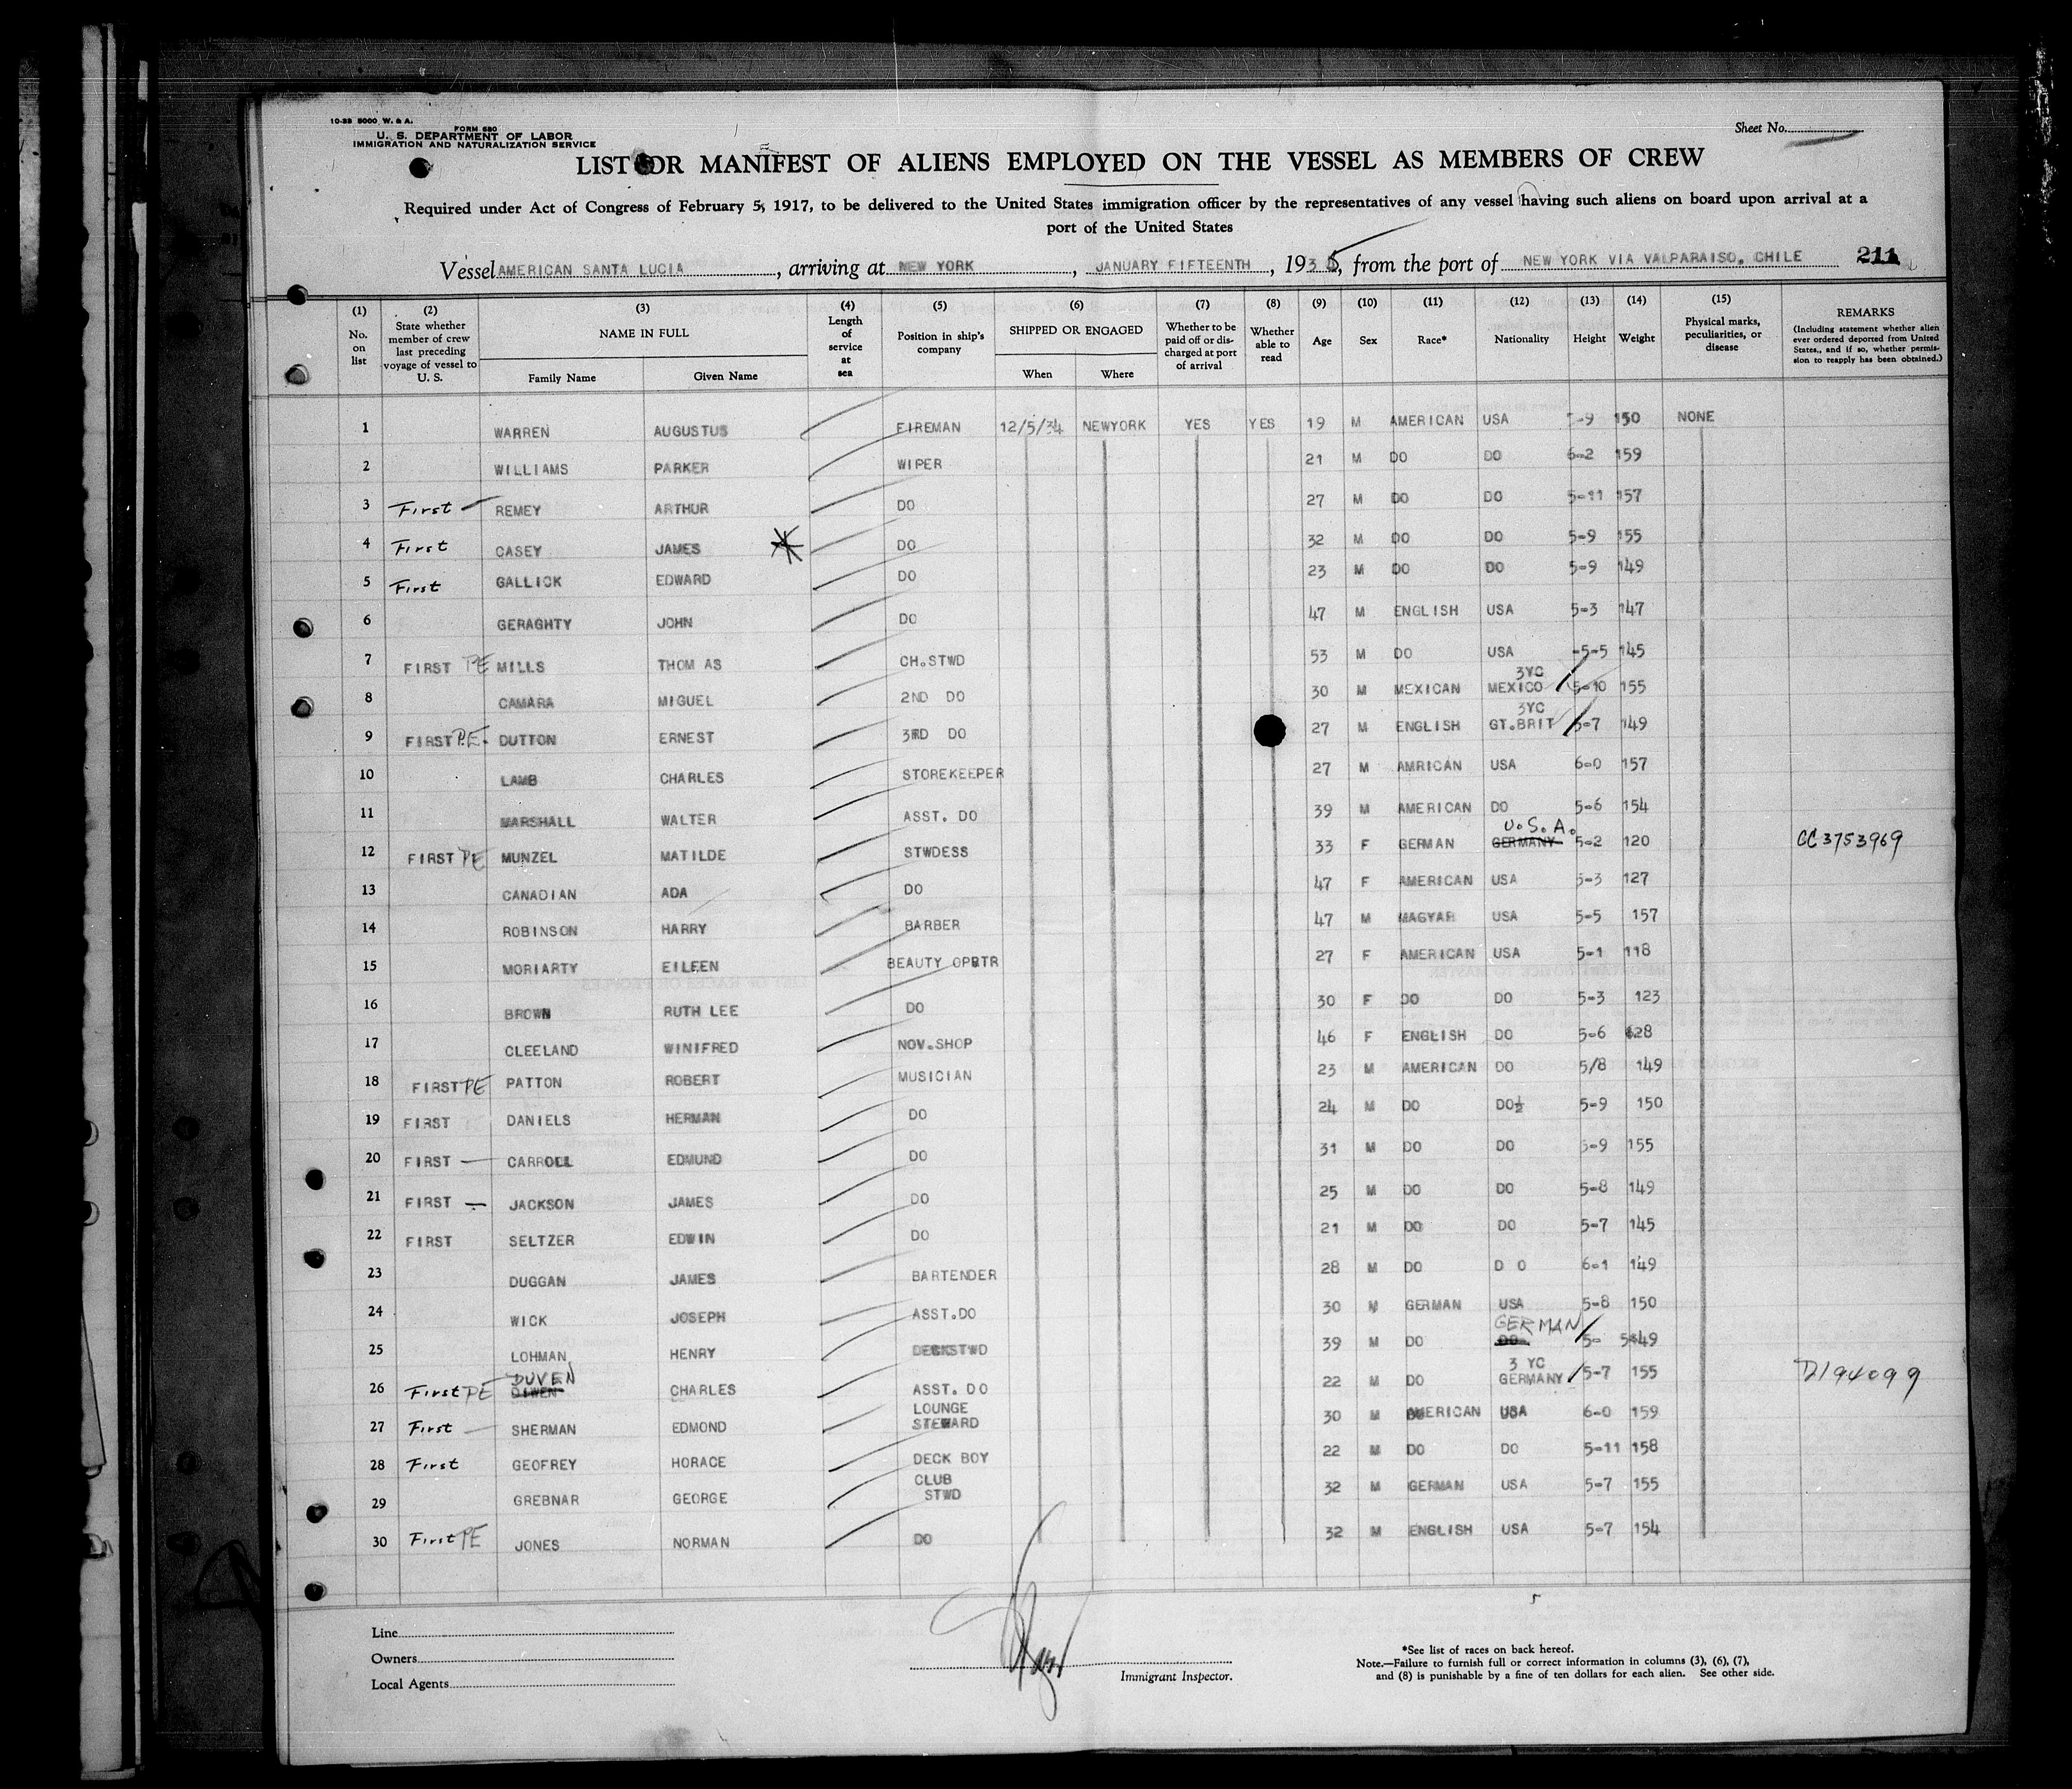 10-33 5000 W. & A.
FORM 680
U. S. DEPARTMENT OF LABOR
IMMIGRATION AND NATURALIZATION SERVICE
Sheet No.
LIST OR MANIFEST OF ALIENS EMPLOYED ON THE VESSEL AS MEMBERS OF CREW
Required under Act of Congress of February 5, 1917, to be delivered to the United States immigration officer by the representatives of any vessel having such aliens on board upon arrival at a
port of the United States
Vessel AMERICAN SANTA LUCIA, arriving at NEW YORK, JANUARY FIFTEENTH, 1935, from the port of NEW YORK VIA VALPARAISO. CHILE 211
(1) No. on list (2) State whether member of crew last preceding voyage of vessel to U. S. (3) NAME IN FULL Family Name Given Name (4) Length of service at sea (5) Position in ship's company (6) SHIPPED OR ENGAGED When Where (7) Whether to be paid off or discharged at port of arrival (8) Whether able to read (9) Age (10) Sex (11) Race* (12) Nationality (13) Height (14) Weight (15) Physical marks, peculiarities, or disease REMARKS (Including statement whether alien ever ordered deported from United States, and if so, whether permission to reapply has been obtained.)
1 WARREN AUGUSTUS FIREMAN 12/5/34 NEWYORK YES YES 19 M AMERICAN USA 5-9 150 NONE
2 WILLIAMS PARKER WIPER 21 M DO DO 6-2 159
3 First REMEY ARTHUR DO 27 M DO DO 5-11 157
4 First CASEY JAMES DO 32 M DO DO 5-9 155
5 First GALLICK EDWARD DO 23 M DO DO 5-9 149
6 GERAGHTY JOHN DO 47 M ENGLISH USA 5-3 147
7 FIRST PE MILLS THOM AS CH.STWD 53 M DO USA 5-5 145
8 CAMARA MIGUEL 2ND DO 30 M MEXICAN 3YC MEXICO 5-10 155
9 FIRST P.E. DUTTON ERNEST 3RD DO 27 M ENGLISH 3YC GT.BRIT 5-7 149
10 LAMB CHARLES STOREKEEPER 27 M AMRICAN USA 6-0 157
11 MARSHALL WALTER ASST. DO 39 M AMERICAN DO 5-6 154
12 FIRST PE MUNZEL MATILDE STWDESS 33 F GERMAN U.S.A. GERMANY 5-2 120 CC 3753969
13 CANADIAN ADA DO 47 F AMERICAN USA 5-3 127
14 ROBINSON HARRY BARBER 47 M MAGYAR USA 5-5 157
15 MORIARTY EILEEN BEAUTY OPRTR 27 F AMERICAN USA 5-1 118
16 BROWN RUTH LEE DO 30 F DO DO 5-3 123
17 CLEELAND WINIFRED NOV.SHOP 46 F ENGLISH DO 5-6 128
18 FIRST PE PATTON ROBERT MUSICIAN 23 M AMERICAN DO 5/8 149
19 FIRST DANIELS HERMAN DO 24 M DO DO½ 5-9 150
20 FIRST CARROLL EDMUND DO 31 M DO DO 5-9 155
21 FIRST JACKSON JAMES DO 25 M DO DO 5-8 149
22 FIRST SELTZER EDWIN DO 21 M DO DO 5-7 145
23 DUGGAN JAMES BARTENDER 28 M DO D O 6-1 149
24 WICK JOSEPH ASST.DO 30 M GERMAN USA 5-8 150
25 LOHMAN HENRY DECKSTWD 39 M DO GERMAN DO 5- 149
26 First PE DUVEN CHARLES ASST. DO 22 M DO 3 YC GERMANY 5-7 155 2194099
27 First SHERMAN EDMOND LOUNGE STEWARD 30 M AMERICAN USA 6-0 159
28 First GEOFREY HORACE DECK BOY 22 M DO DO 5-11 158
29 GREBNAR GEORGE CLUB STWD 32 M GERMAN USA 5-7 155
30 First PE JONES NORMAN DO 32 M ENGLISH USA 5-7 154
Line
Owners
Local Agents
Immigrant Inspector.
*See list of races on back hereof.
Note.—Failure to furnish full or correct information in columns (3), (6), (7),
and (8) is punishable by a fine of ten dollars for each alien. See other side.